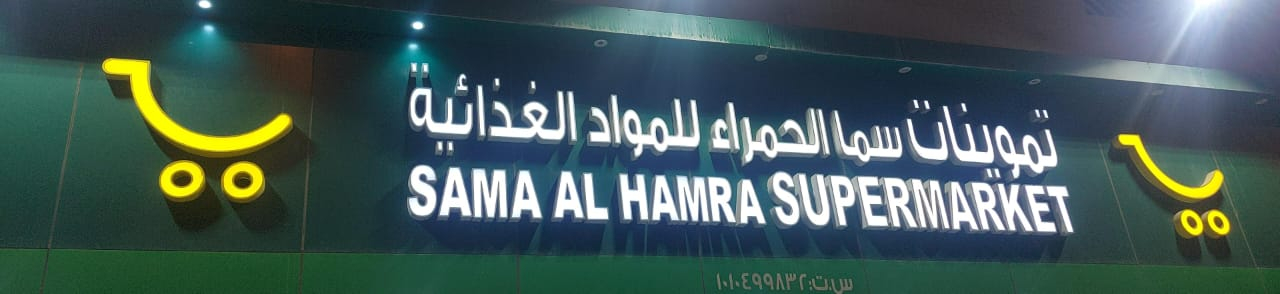 تموينات سما الحمراء للمواد الغذائية
SAMA AL HAMRA SUPERMARKET
س.ت: ١٠١٠٤٩٩٨٣٢